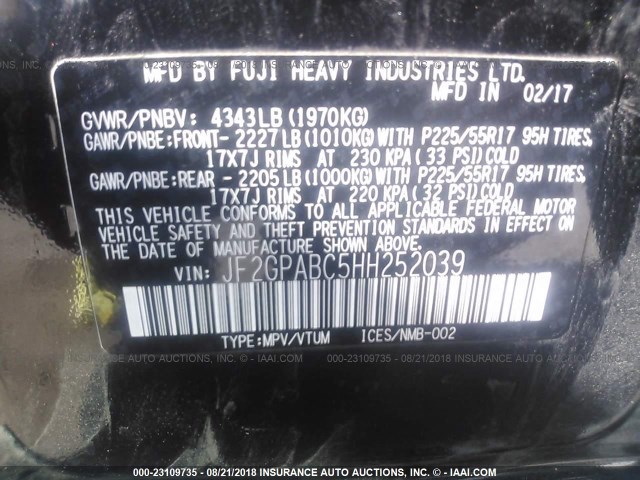 MFD BY FUJI HEAVY INDUSTRIES LTD.
MFD IN 02/17
GVWR/PNBV: 4343LB(1970KG)
GAWR/PNBE:FRONT-2227LB(1010KG)WITH P225/55R17 95H TIRES,
17X7J RIMS AT 230 KPA(33 PSI)COLD
GAWR/PNBE:REAR -2205LB(1000KG)WITH P225/55R17 95H TIRES,
17X7J RIMS AT 220 KPA(32 PSI)COLD
THIS VEHICLE CONFORMS TO ALL APPLICABLE FEDERAL MOTOR
VEHICLE SAFETY AND THEFT PREVENTION STANDARDS IN EFFECT ON
THE DATE OF MANUFACTURE SHOWN ABOVE.
VIN: JF2GPABC5HH252039
TYPE:MPV/VTUM ICES/NMB-002
000-23109735 - 08/21/2018 INSURANCE AUTO AUCTIONS, INC. - © - IAAI.COM